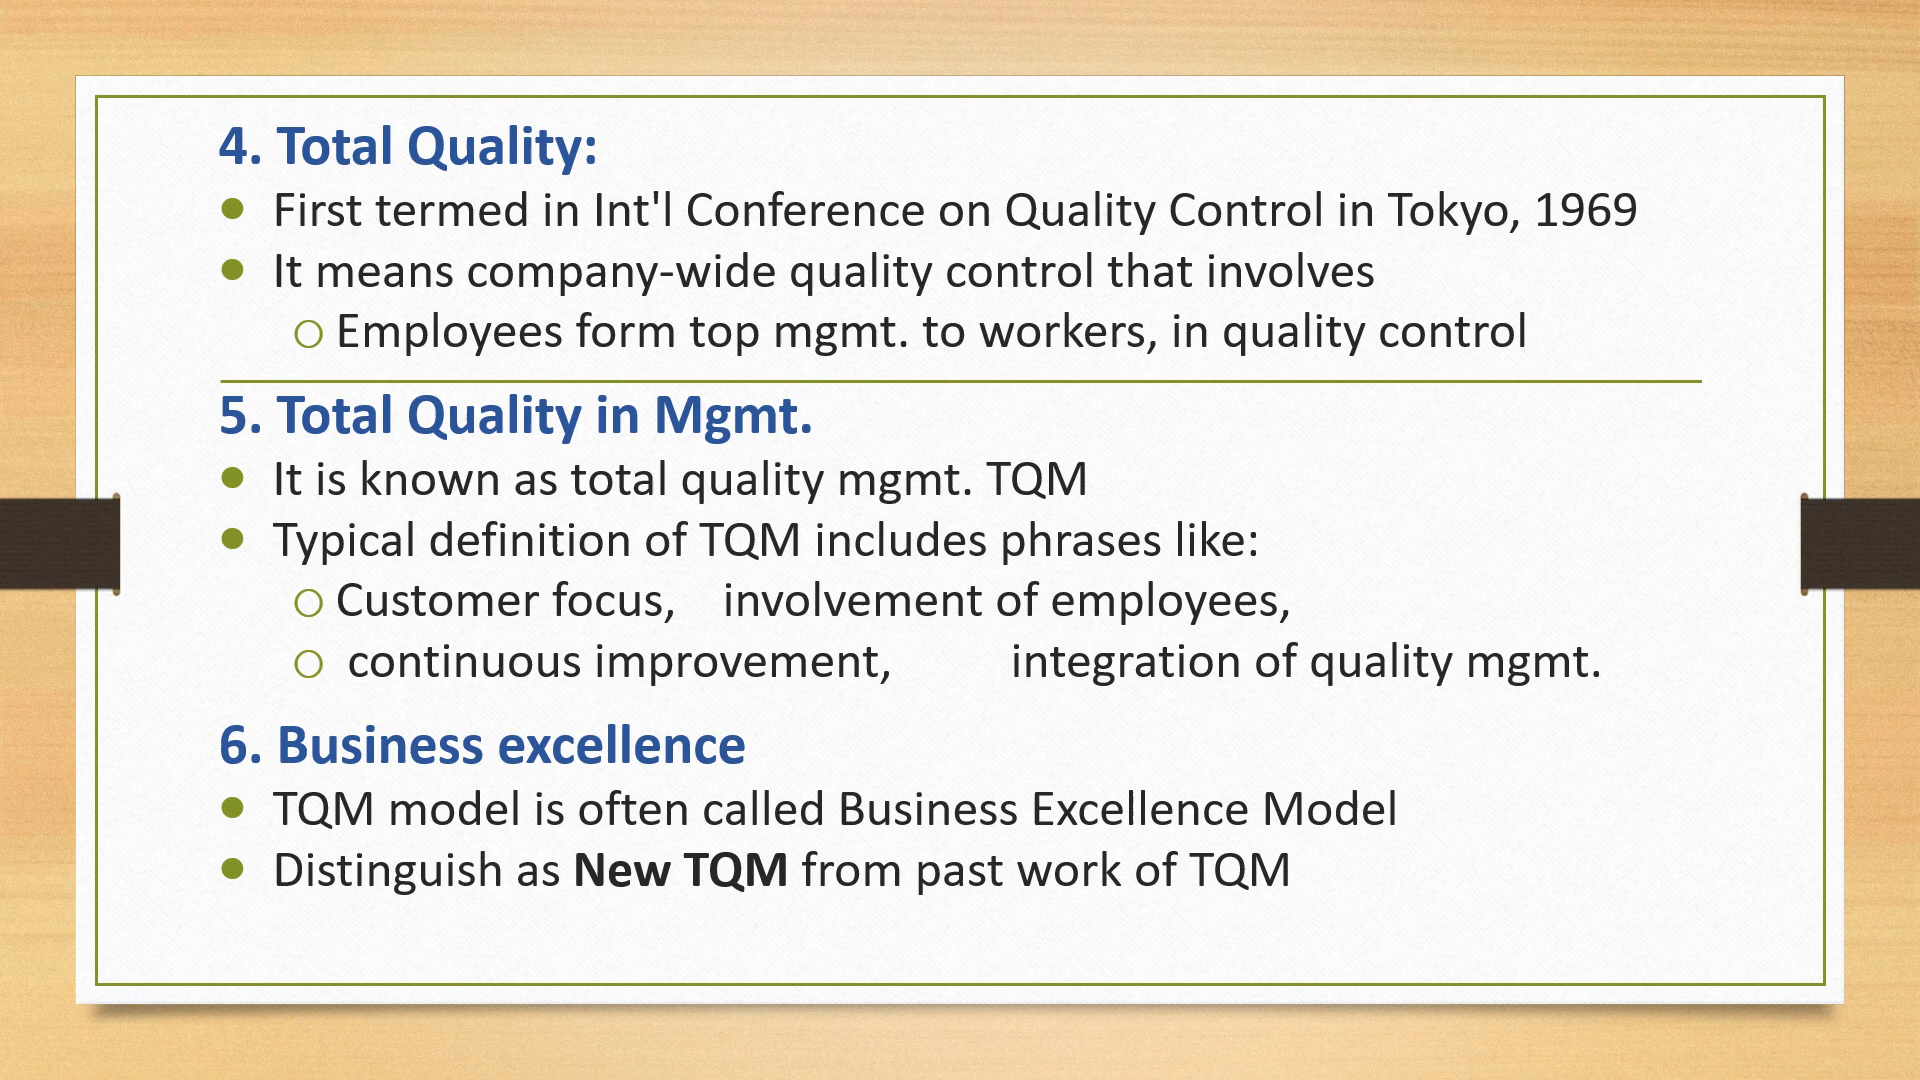 4. Total Quality:
● First termed in Int'l Conference on Quality Control in Tokyo, 1969
● It means company-wide quality control that involves
○ Employees form top mgmt. to workers, in quality control
5. Total Quality in Mgmt.
● It is known as total quality mgmt. TQM
● Typical definition of TQM includes phrases like:
○ Customer focus, involvement of employees,
○ continuous improvement, integration of quality mgmt.
6. Business excellence
● TQM model is often called Business Excellence Model
● Distinguish as New TQM from past work of TQM